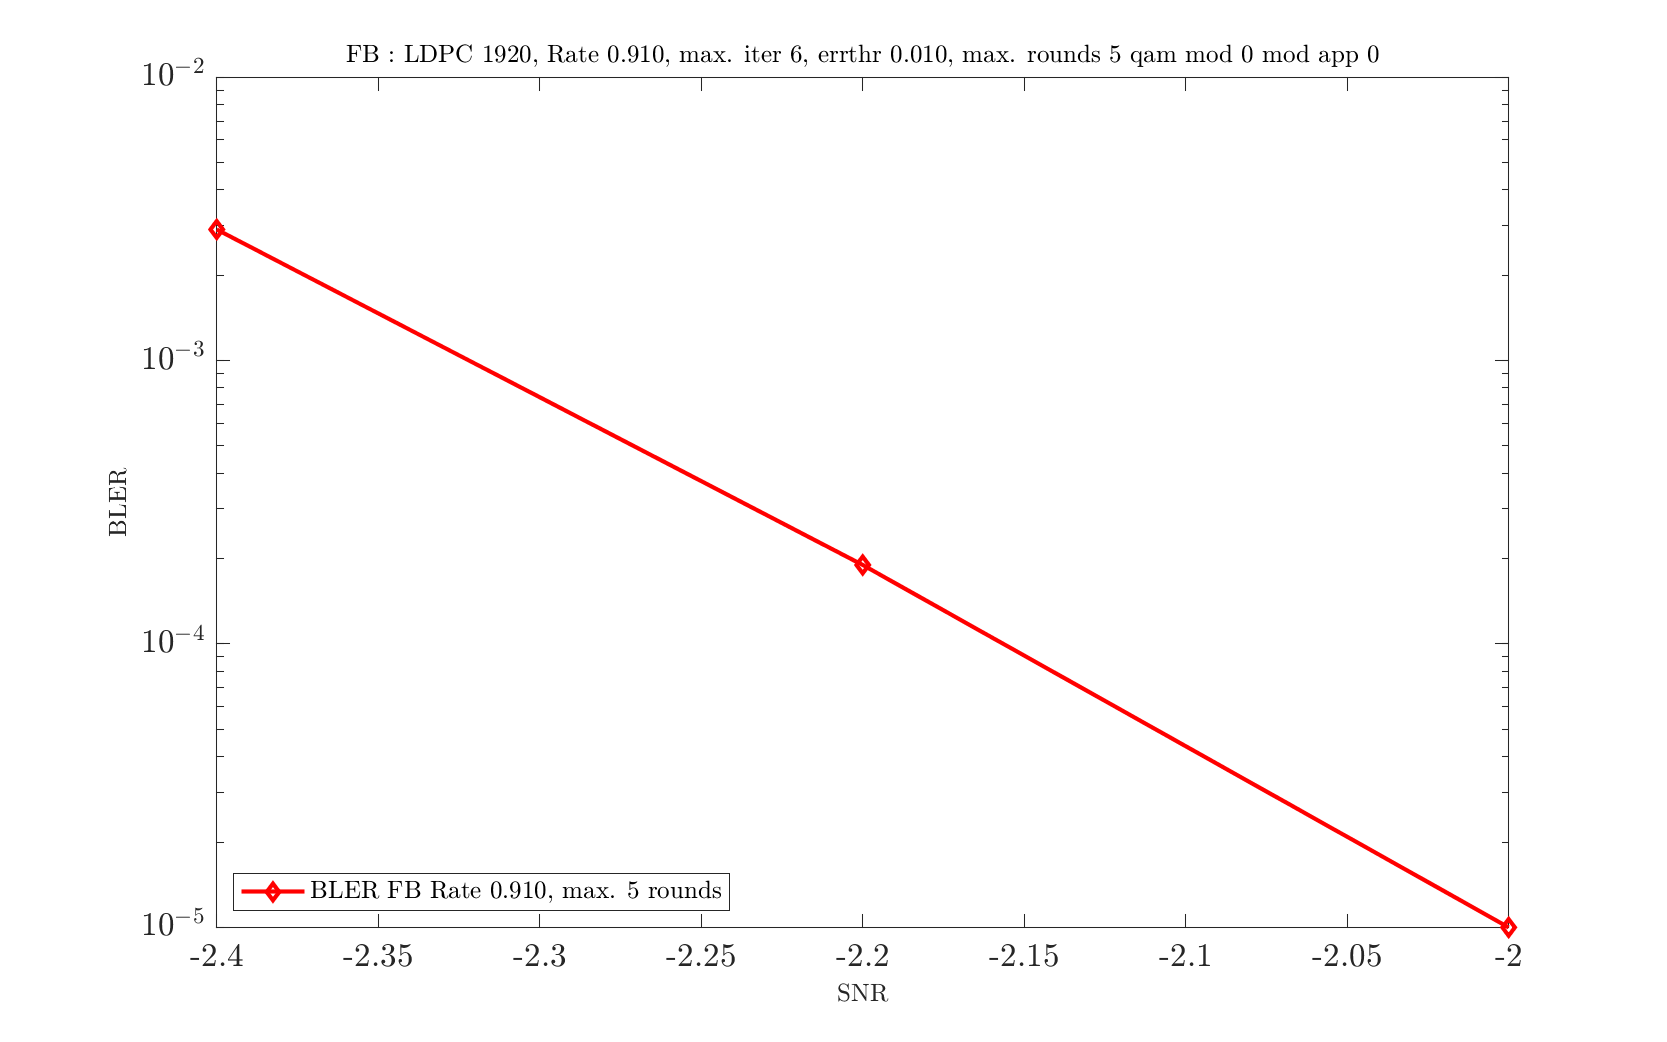 FB : LDPC 1920, Rate 0.910, max. iter 6, errthr 0.010, max. rounds 5 qam mod 0 mod app 0
10^{-2}
10^{-3}
10^{-4}
10^{-5}
BLER
BLER FB Rate 0.910, max. 5 rounds
-2.4 -2.35 -2.3 -2.25 -2.2 -2.15 -2.1 -2.05 -2
SNR